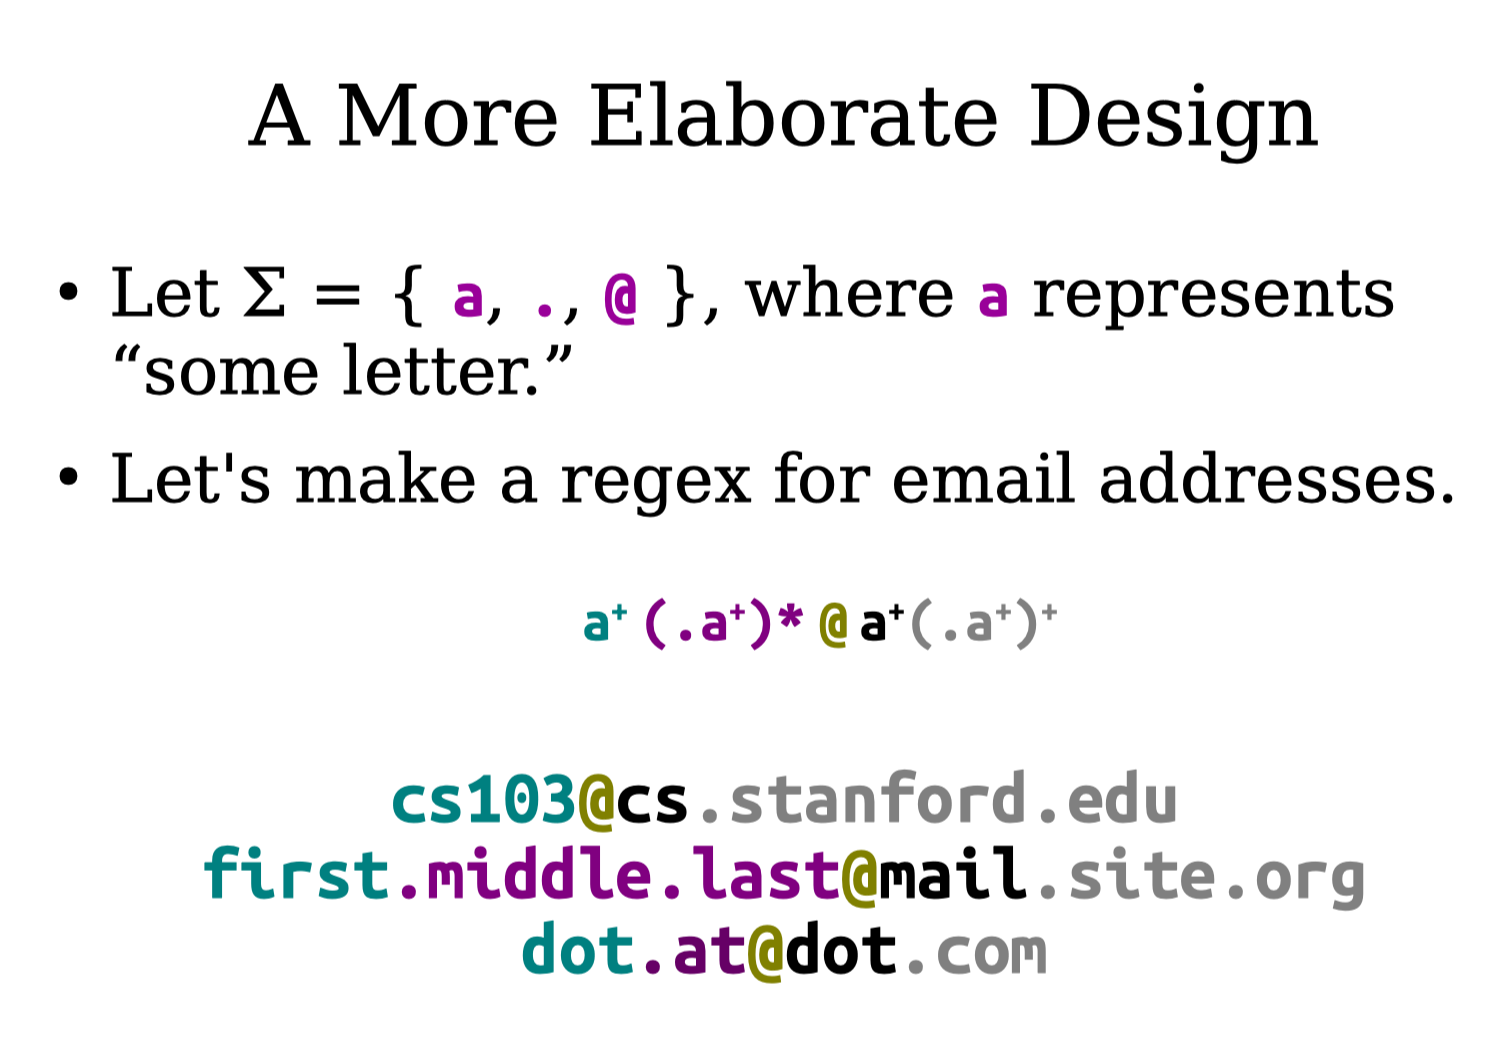 A More Elaborate Design
• Let Σ = { a, ., @ }, where a represents
“some letter.”
• Let's make a regex for email addresses.
a⁺ (.a⁺)* @ a⁺(.a⁺)⁺
cs103@cs.stanford.edu
first.middle.last@mail.site.org
dot.at@dot.com